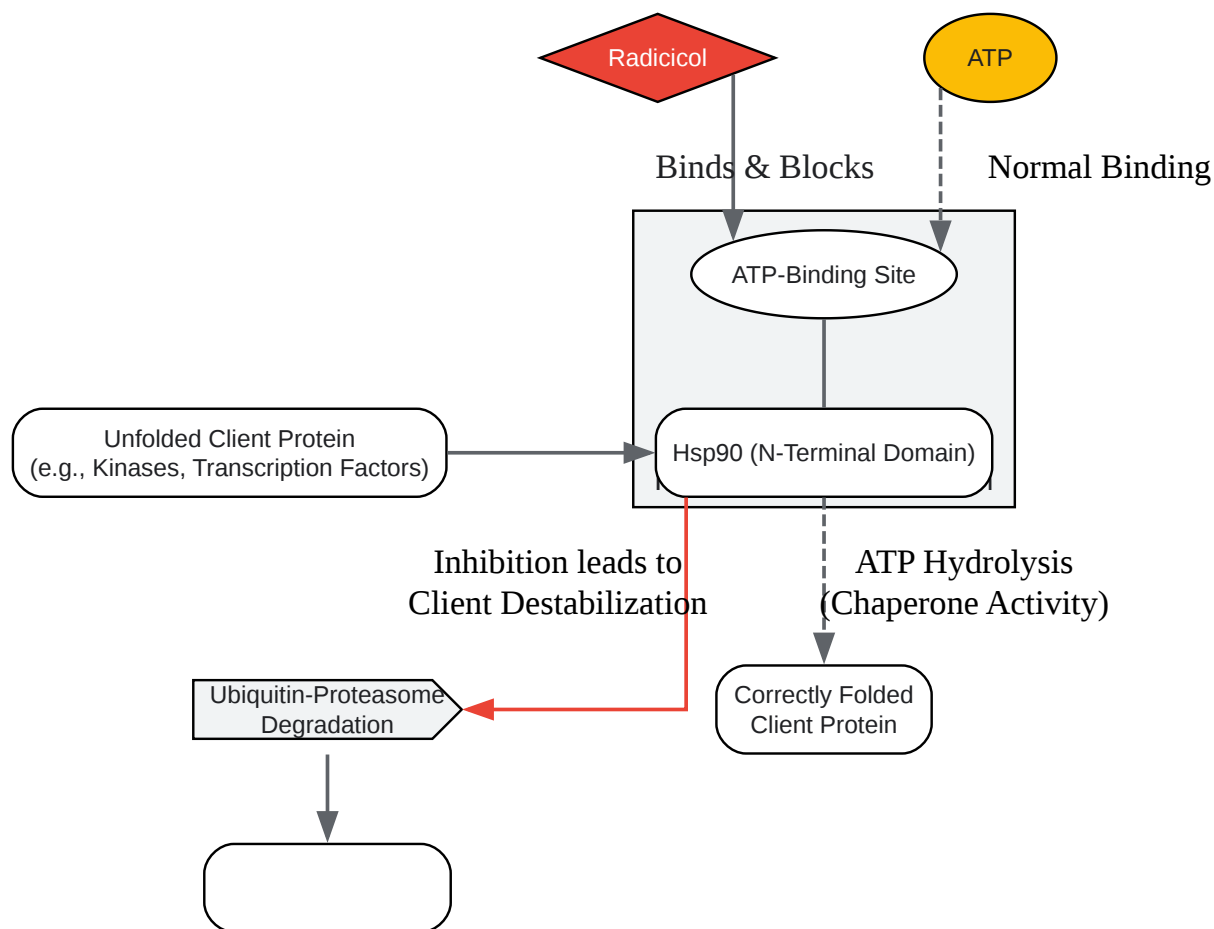 Radicicol
ATP
Binds & Blocks
Normal Binding
ATP-Binding Site
Unfolded Client Protein
(e.g., Kinases, Transcription Factors)
Hsp90 (N-Terminal Domain)
Inhibition leads to
Client Destabilization
ATP Hydrolysis
(Chaperone Activity)
Ubiquitin-Proteasome
Degradation
Correctly Folded
Client Protein